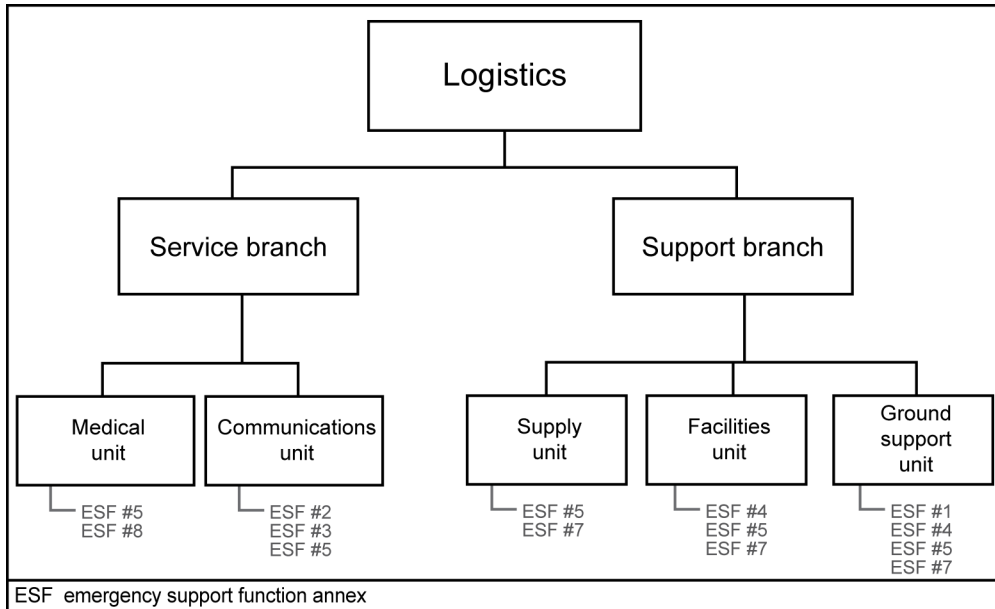 Logistics
Service branch
Support branch
Medical
unit
Communications
unit
Supply
unit
Facilities
unit
Ground
support
unit
ESF #5
ESF #8
ESF #2
ESF #3
ESF #5
ESF #5
ESF #7
ESF #4
ESF #5
ESF #7
ESF #1
ESF #4
ESF #5
ESF #7
ESF emergency support function annex